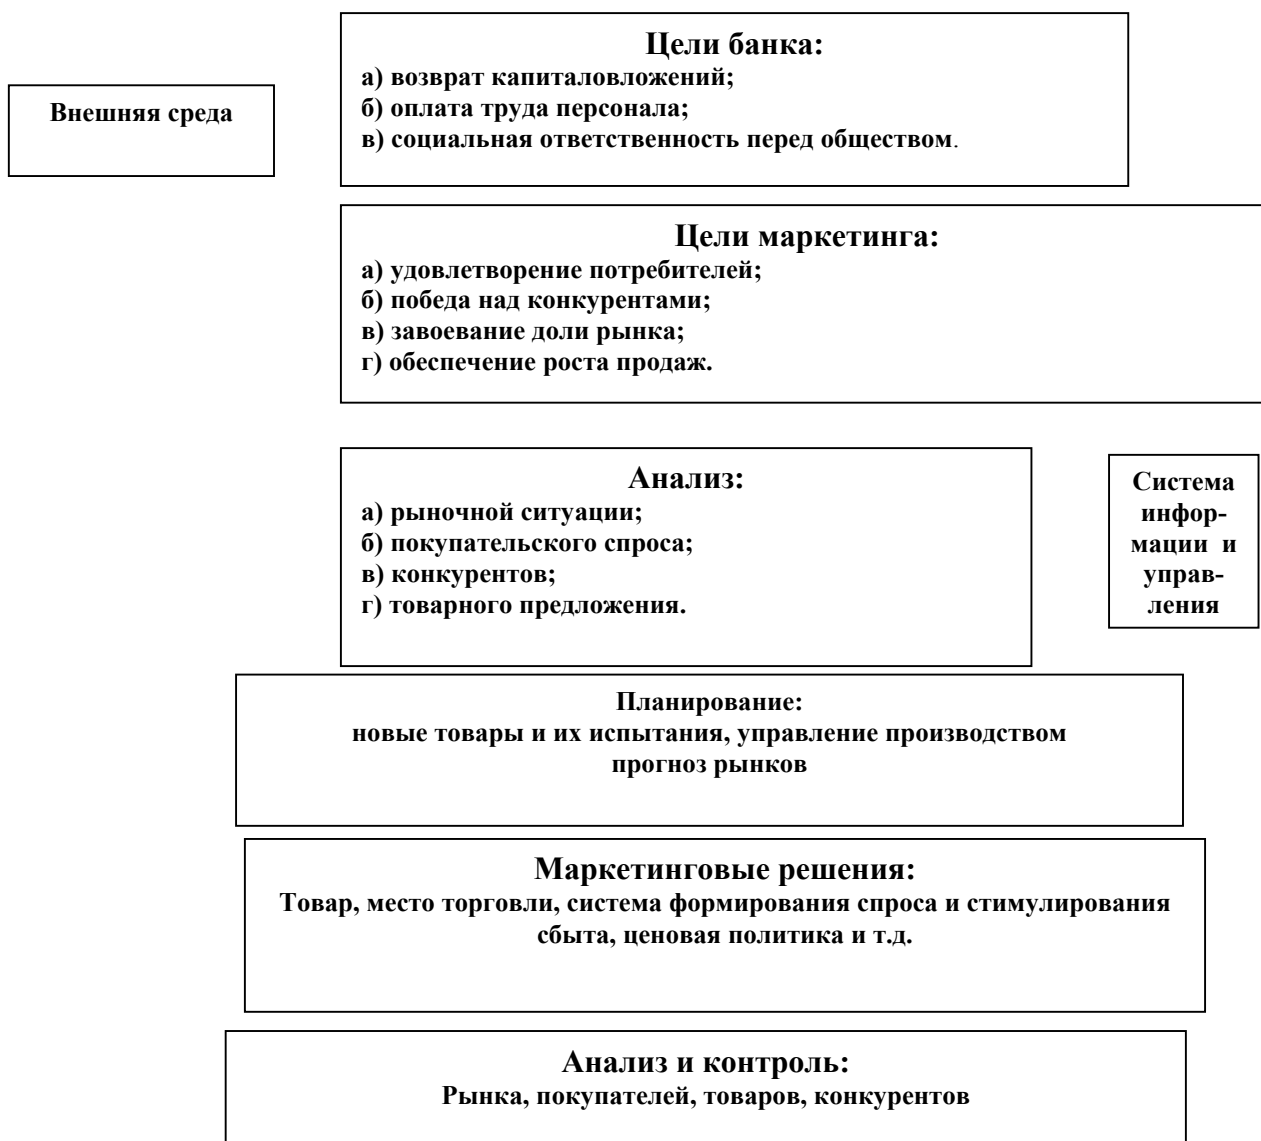 Цели банка:
а) возврат капиталовложений;
б) оплата труда персонала;
в) социальная ответственность перед обществом.
Внешняя среда
Цели маркетинга:
а) удовлетворение потребителей;
б) победа над конкурентами;
в) завоевание доли рынка;
г) обеспечение роста продаж.
Анализ:
а) рыночной ситуации;
б) покупательского спроса;
в) конкурентов;
г) товарного предложения.
Система
инфор-
мации и
управ-
ления
Планирование:
новые товары и их испытания, управление производством
прогноз рынков
Маркетинговые решения:
Товар, место торговли, система формирования спроса и стимулирования
сбыта, ценовая политика и т.д.
Анализ и контроль:
Рынка, покупателей, товаров, конкурентов